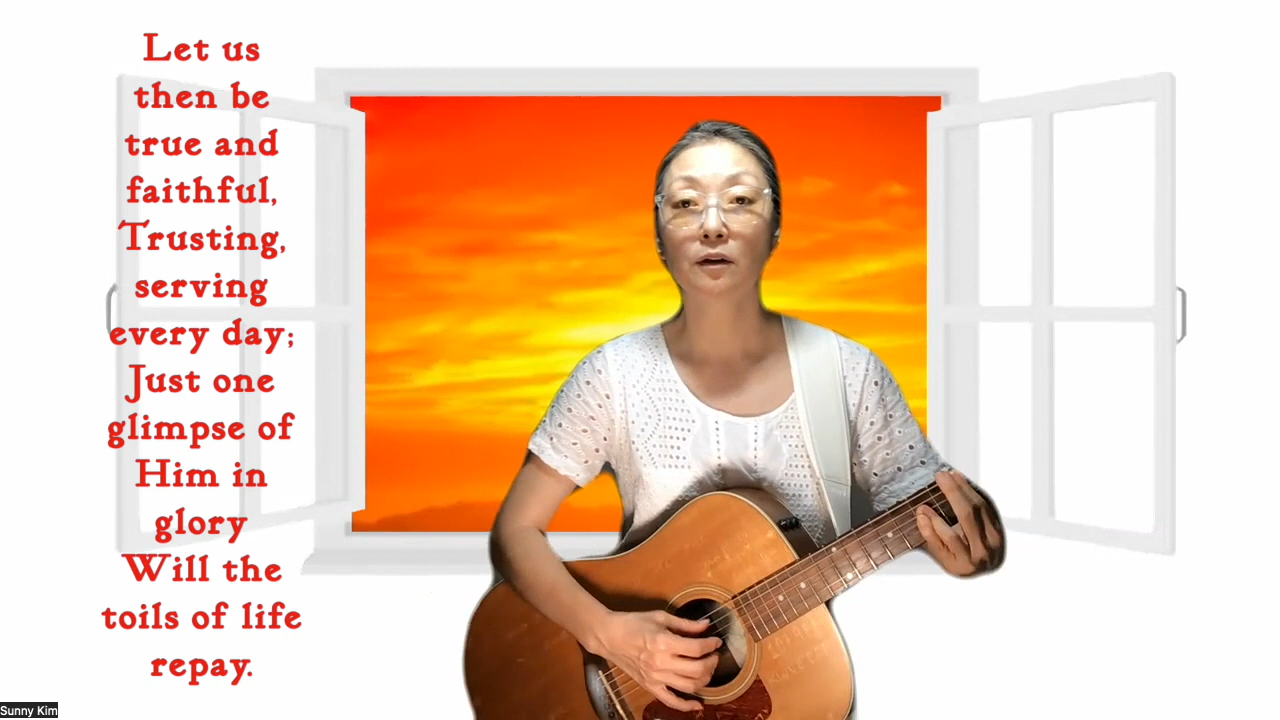 Let us
then be
true and
faithful,
Trusting,
serving
every day;
Just one
glimpse of
Him in
glory
Will the
toils of life
repay.
Sunny Kim